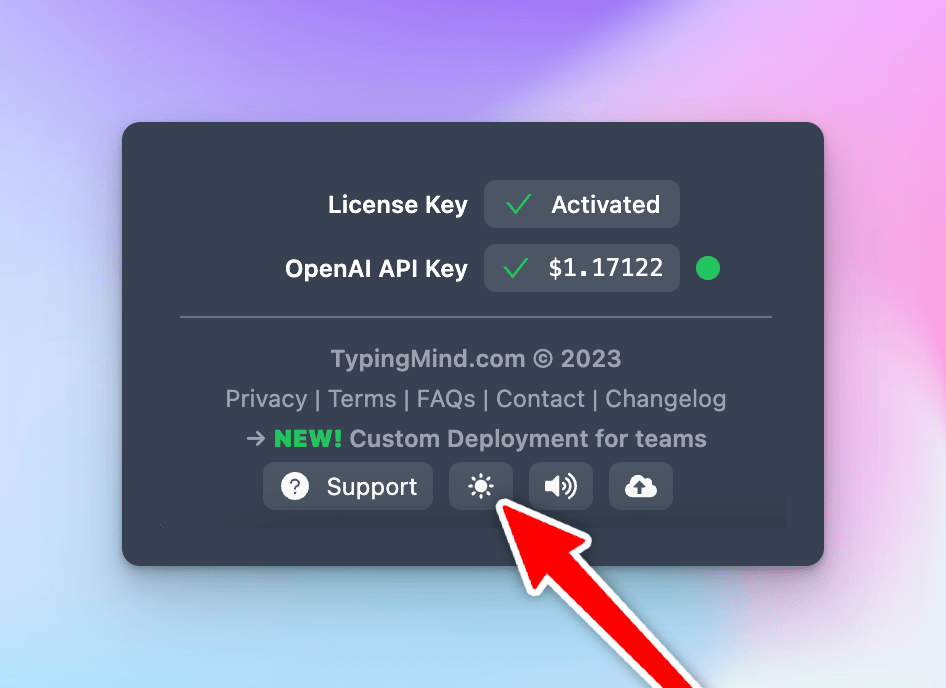 License Key Activated
OpenAI API Key $1.17122
TypingMind.com © 2023
Privacy | Terms | FAQs | Contact | Changelog
→ NEW! Custom Deployment for teams
? Support